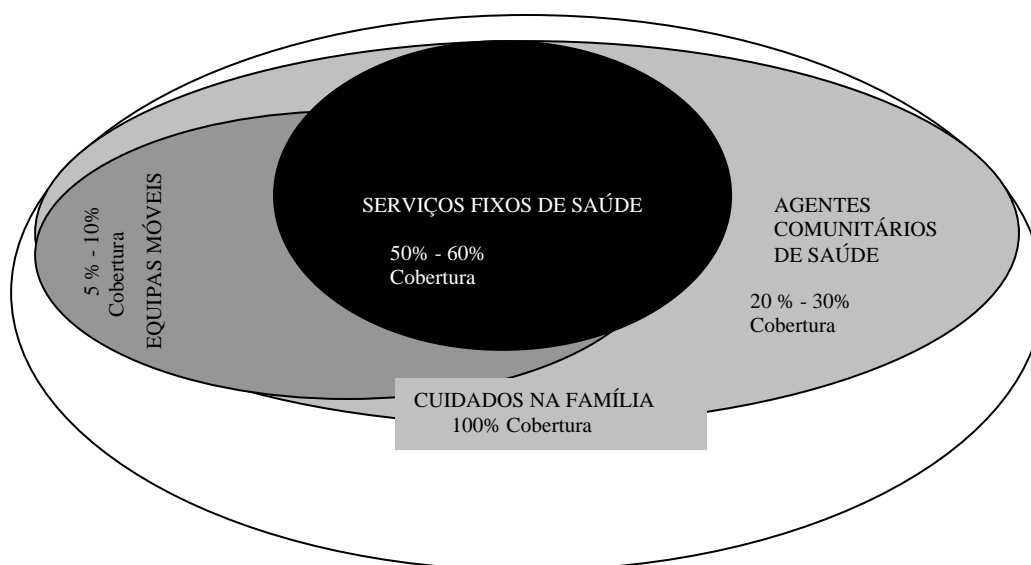 SERVIÇOS FIXOS DE SAÚDE
50% - 60%
Cobertura
AGENTES
COMUNITÁRIOS
DE SAÚDE
20 % - 30%
Cobertura
5 % - 10%
Cobertura
EQUIPAS MÓVEIS
CUIDADOS NA FAMÍLIA
100% Cobertura